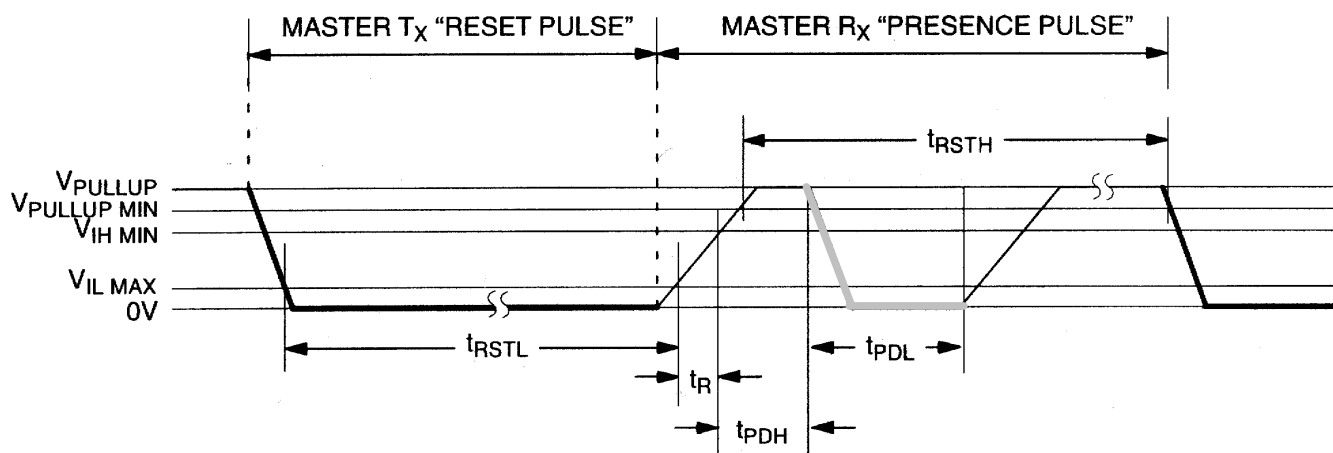 MASTER TX “RESET PULSE”
MASTER RX “PRESENCE PULSE”
tRSTH
VPULLUP
VPULLUP MIN
VIH MIN
VIL MAX
0V
tRSTL
tPDL
tR
tPDH